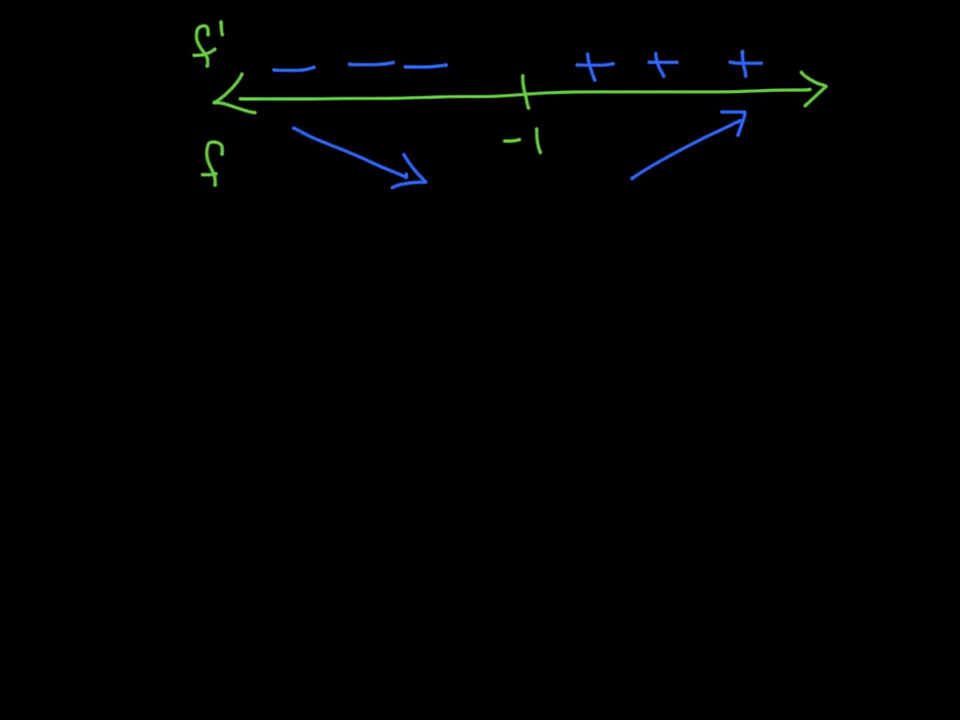 f'
− − − + + +
-1
f